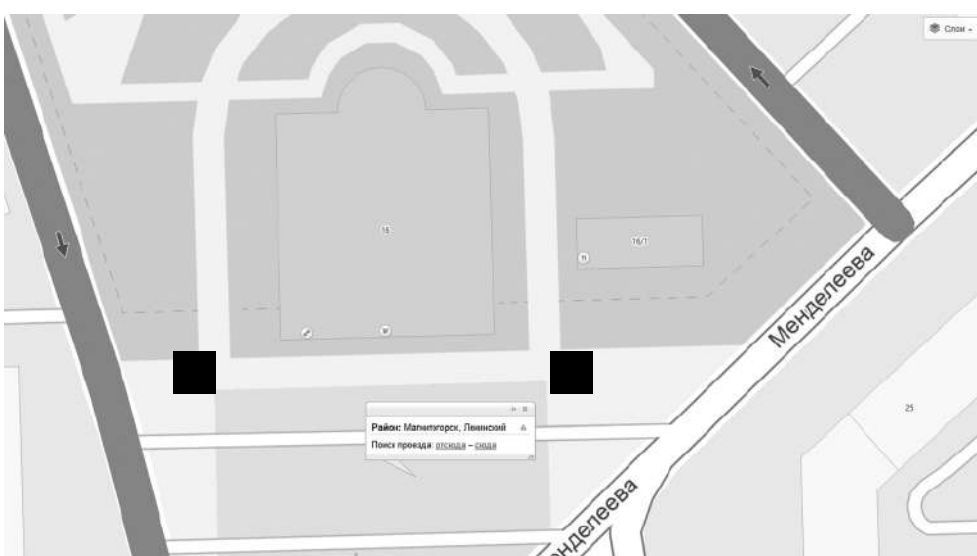 Слои
16
16/1
Менделеева
25
Район: Магнитогорск, Ленинский
Поиск проезда: отсюда – сюда
Менделеева